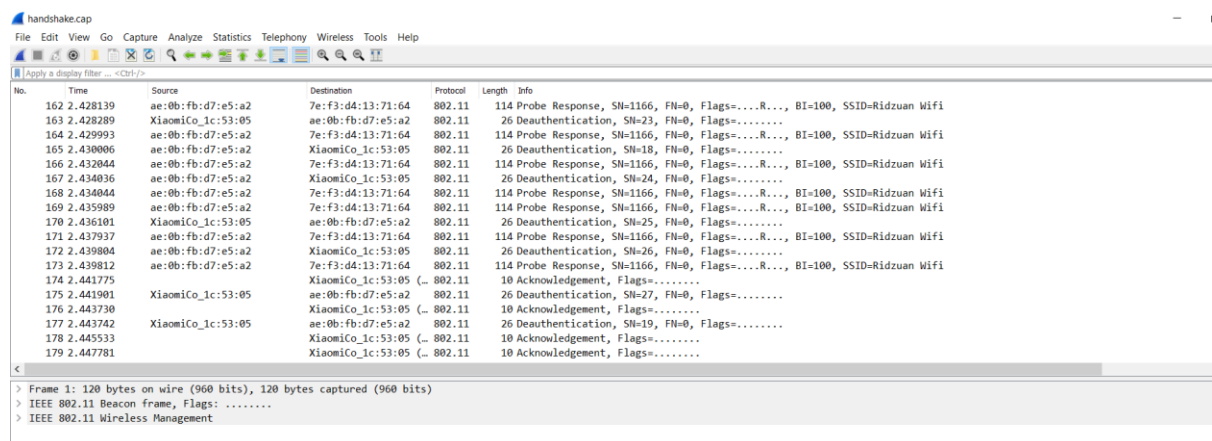 handshake.cap
File Edit View Go Capture Analyze Statistics Telephony Wireless Tools Help
Apply a display filter ... <Ctrl-/>
No. Time Source Destination Protocol Length Info
162 2.428139 ae:0b:fb:d7:e5:a2 7e:f3:d4:13:71:64 802.11 114 Probe Response, SN=1166, FN=0, Flags=....R..., BI=100, SSID=Ridzuan Wifi
163 2.428289 XiaomiCo_1c:53:05 ae:0b:fb:d7:e5:a2 802.11 26 Deauthentication, SN=23, FN=0, Flags=........
164 2.429993 ae:0b:fb:d7:e5:a2 7e:f3:d4:13:71:64 802.11 114 Probe Response, SN=1166, FN=0, Flags=....R..., BI=100, SSID=Ridzuan Wifi
165 2.430006 ae:0b:fb:d7:e5:a2 XiaomiCo_1c:53:05 802.11 26 Deauthentication, SN=18, FN=0, Flags=........
166 2.432044 ae:0b:fb:d7:e5:a2 7e:f3:d4:13:71:64 802.11 114 Probe Response, SN=1166, FN=0, Flags=....R..., BI=100, SSID=Ridzuan Wifi
167 2.434036 ae:0b:fb:d7:e5:a2 XiaomiCo_1c:53:05 802.11 26 Deauthentication, SN=24, FN=0, Flags=........
168 2.434044 ae:0b:fb:d7:e5:a2 7e:f3:d4:13:71:64 802.11 114 Probe Response, SN=1166, FN=0, Flags=....R..., BI=100, SSID=Ridzuan Wifi
169 2.435989 ae:0b:fb:d7:e5:a2 7e:f3:d4:13:71:64 802.11 114 Probe Response, SN=1166, FN=0, Flags=....R..., BI=100, SSID=Ridzuan Wifi
170 2.436101 XiaomiCo_1c:53:05 ae:0b:fb:d7:e5:a2 802.11 26 Deauthentication, SN=25, FN=0, Flags=........
171 2.437937 ae:0b:fb:d7:e5:a2 7e:f3:d4:13:71:64 802.11 114 Probe Response, SN=1166, FN=0, Flags=....R..., BI=100, SSID=Ridzuan Wifi
172 2.439804 ae:0b:fb:d7:e5:a2 XiaomiCo_1c:53:05 802.11 26 Deauthentication, SN=26, FN=0, Flags=........
173 2.439812 ae:0b:fb:d7:e5:a2 7e:f3:d4:13:71:64 802.11 114 Probe Response, SN=1166, FN=0, Flags=....R..., BI=100, SSID=Ridzuan Wifi
174 2.441775 XiaomiCo_1c:53:05 (… 802.11 10 Acknowledgement, Flags=........
175 2.441901 XiaomiCo_1c:53:05 ae:0b:fb:d7:e5:a2 802.11 26 Deauthentication, SN=27, FN=0, Flags=........
176 2.443730 XiaomiCo_1c:53:05 (… 802.11 10 Acknowledgement, Flags=........
177 2.443742 XiaomiCo_1c:53:05 ae:0b:fb:d7:e5:a2 802.11 26 Deauthentication, SN=19, FN=0, Flags=........
178 2.445533 XiaomiCo_1c:53:05 (… 802.11 10 Acknowledgement, Flags=........
179 2.447781 XiaomiCo_1c:53:05 (… 802.11 10 Acknowledgement, Flags=........
> Frame 1: 120 bytes on wire (960 bits), 120 bytes captured (960 bits)
> IEEE 802.11 Beacon frame, Flags: ........
> IEEE 802.11 Wireless Management